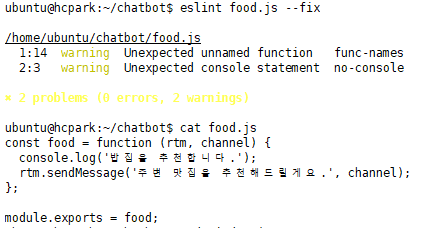 ubuntu@hcpark:~/chatbot$ eslint food.js --fix
/home/ubuntu/chatbot/food.js
1:14 warning Unexpected unnamed function func-names
2:3 warning Unexpected console statement no-console
✖ 2 problems (0 errors, 2 warnings)
ubuntu@hcpark:~/chatbot$ cat food.js
const food = function (rtm, channel) {
console.log('밥집을 추천합니다.');
rtm.sendMessage('주변 맛집을 추천해드릴게요.', channel);
};
module.exports = food;